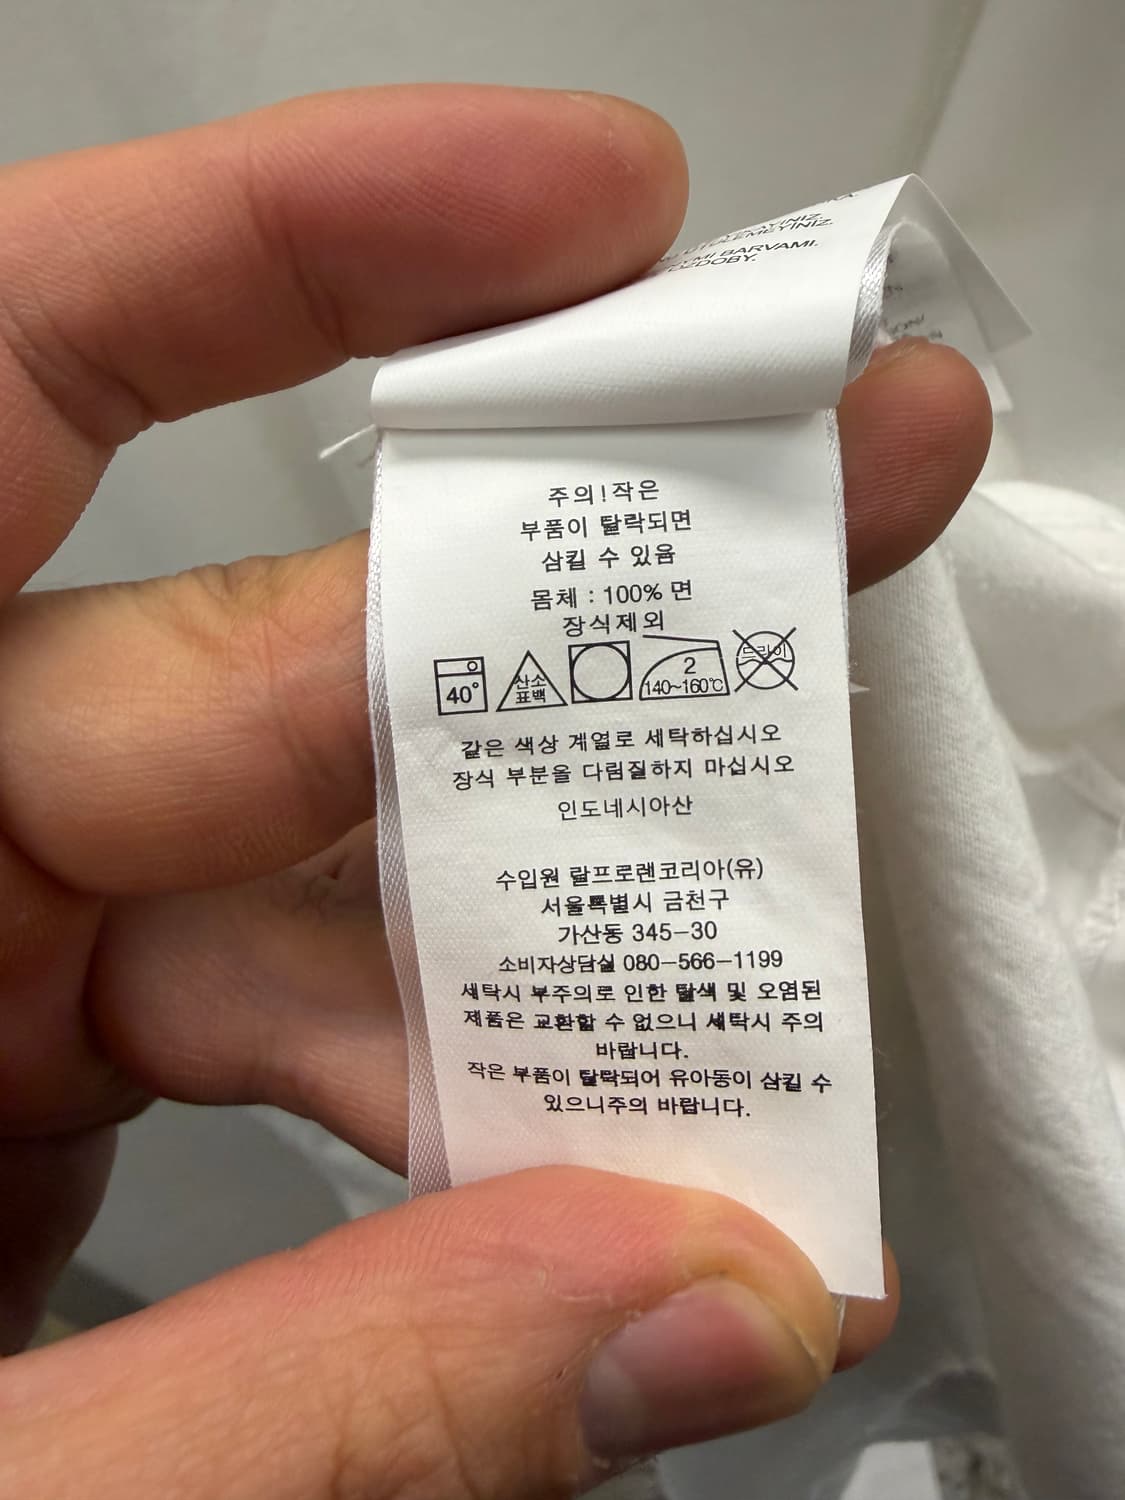 UZDOBY.
BARVAMI.
주의!작은
부품이 탈락되면
삼킬 수 있음
몸체 : 100% 면
장식제외
40°
산소
표백
2
140~160℃
드라이
같은 색상 계열로 세탁하십시오
장식 부분을 다림질하지 마십시오
인도네시아산
수입원 랄프로렌코리아(유)
서울특별시 금천구
가산동 345-30
소비자상담실 080-566-1199
세탁시 부주의로 인한 탈색 및 오염된
제품은 교환할 수 없으니 세탁시 주의
바랍니다.
작은 부품이 탈락되어 유아동이 삼킬 수
있으니주의 바랍니다.